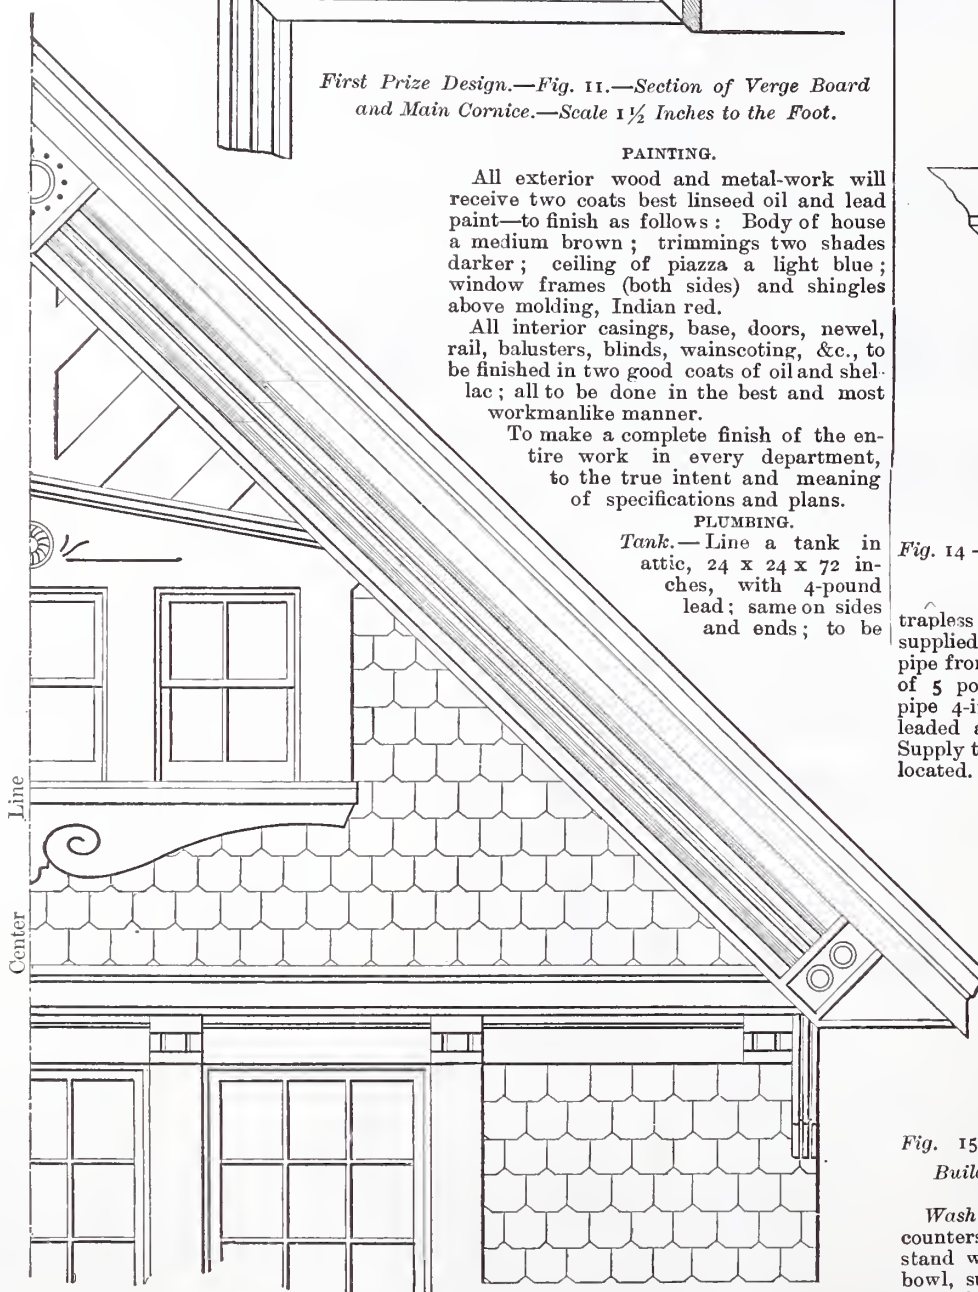 First Prize Design.—Fig. 11.—Section of Verge Board
and Main Cornice.—Scale 1½ Inches to the Foot.
PAINTING.
All exterior wood and metal-work will
receive two coats best linseed oil and lead
paint—to finish as follows: Body of house
a medium brown; trimmings two shades
darker; ceiling of piazza a light blue;
window frames (both sides) and shingles
above molding, Indian red.
All interior casings, base, doors, newel,
rail, balusters, blinds, wainscoting, &c., to
be finished in two good coats of oil and shel-
lac; all to be done in the best and most
workmanlike manner.
To make a complete finish of the en-
tire work in every department,
to the true intent and meaning
of specifications and plans.
PLUMBING.
Tank.—Line a tank in
attic, 24 x 24 x 72 in-
ches, with 4-pound
lead; same on sides
and ends; to be
Center Line
Fig. 14-
trapless
supplied
pipe from
of 5 po
pipe 4-i
leaded a
Supply t
located.
Fig. 15
Buil
Wash
counters
stand w
bowl, su